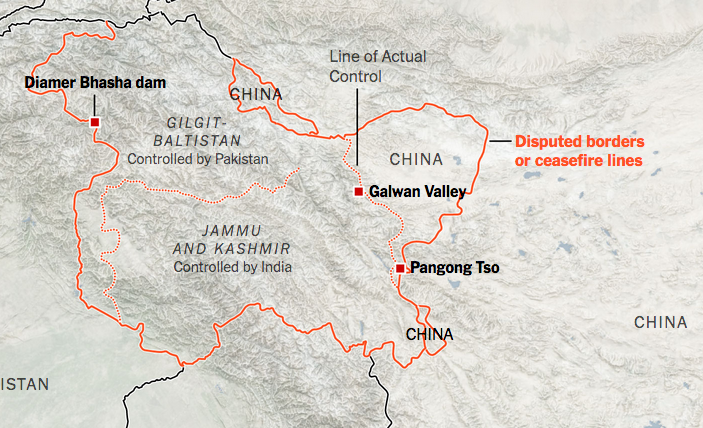 Line of Actual
Control
Diamer Bhasha dam
CHINA
GILGIT-
BALTISTAN
Controlled by Pakistan
CHINA
Disputed borders
or ceasefire lines
Galwan Valley
JAMMU
AND KASHMIR
Controlled by India
Pangong Tso
CHINA
CHINA
ISTAN